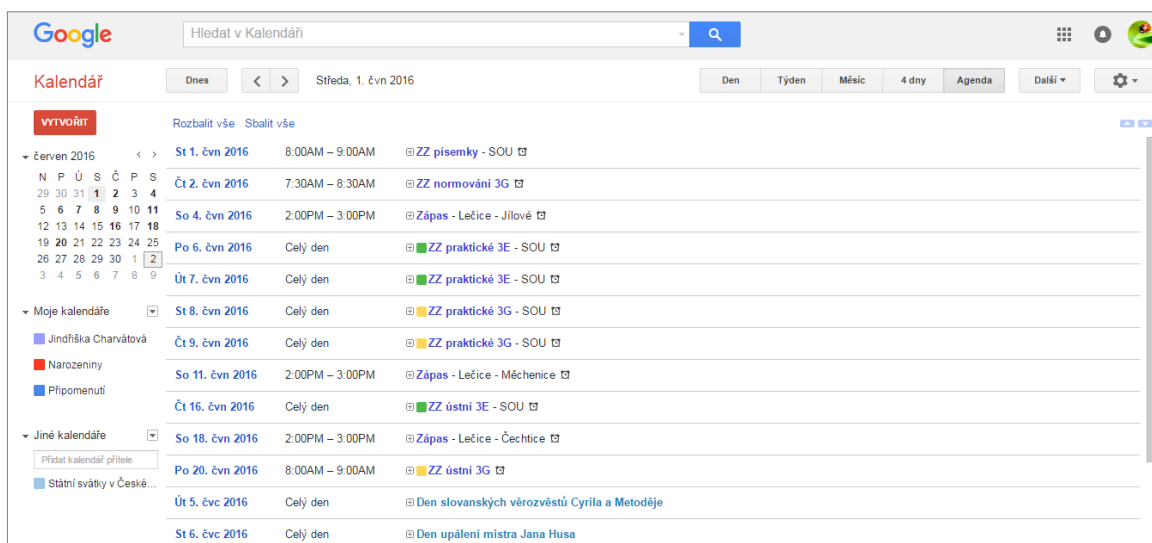 Google Hledat v Kalendáři
Kalendář Dnes Středa, 1. čvn 2016 Den Týden Měsíc 4 dny Agenda Další
VYTVOŘIT
Rozbalit vše Sbalit vše
červen 2016
N P Ú S Č P S
29 30 31 1 2 3 4
5 6 7 8 9 10 11
12 13 14 15 16 17 18
19 20 21 22 23 24 25
26 27 28 29 30 1 2
3 4 5 6 7 8 9
Moje kalendáře
Jindřiška Charvátová
Narozeniny
Připomenutí
Jiné kalendáře
Přidat kalendář přítele
Státní svátky v České...
St 1. čvn 2016 8:00AM – 9:00AM ZZ písemky - SOU
Čt 2. čvn 2016 7:30AM – 8:30AM ZZ normování 3G
So 4. čvn 2016 2:00PM – 3:00PM Zápas - Lečice - Jílové
Po 6. čvn 2016 Celý den ZZ praktické 3E - SOU
Út 7. čvn 2016 Celý den ZZ praktické 3E - SOU
St 8. čvn 2016 Celý den ZZ praktické 3G - SOU
Čt 9. čvn 2016 Celý den ZZ praktické 3G - SOU
So 11. čvn 2016 2:00PM – 3:00PM Zápas - Lečice - Měchenice
Čt 16. čvn 2016 Celý den ZZ ústní 3E - SOU
So 18. čvn 2016 2:00PM – 3:00PM Zápas - Lečice - Čechtice
Po 20. čvn 2016 8:00AM – 9:00AM ZZ ústní 3G
Út 5. čvc 2016 Celý den Den slovanských věrozvěstů Cyrila a Metoděje
St 6. čvc 2016 Celý den Den upálení mistra Jana Husa